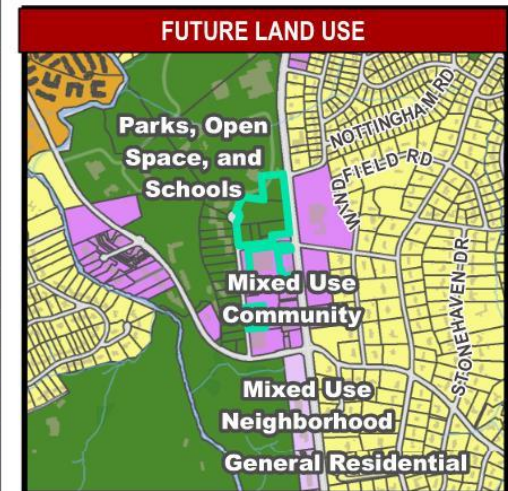 FUTURE LAND USE
NOTTINGHAM RD
WYNDFIELD RD
Parks, Open
Space, and
Schools
STONEHAVEN DR
Mixed Use
Community
Mixed Use
Neighborhood
General Residential